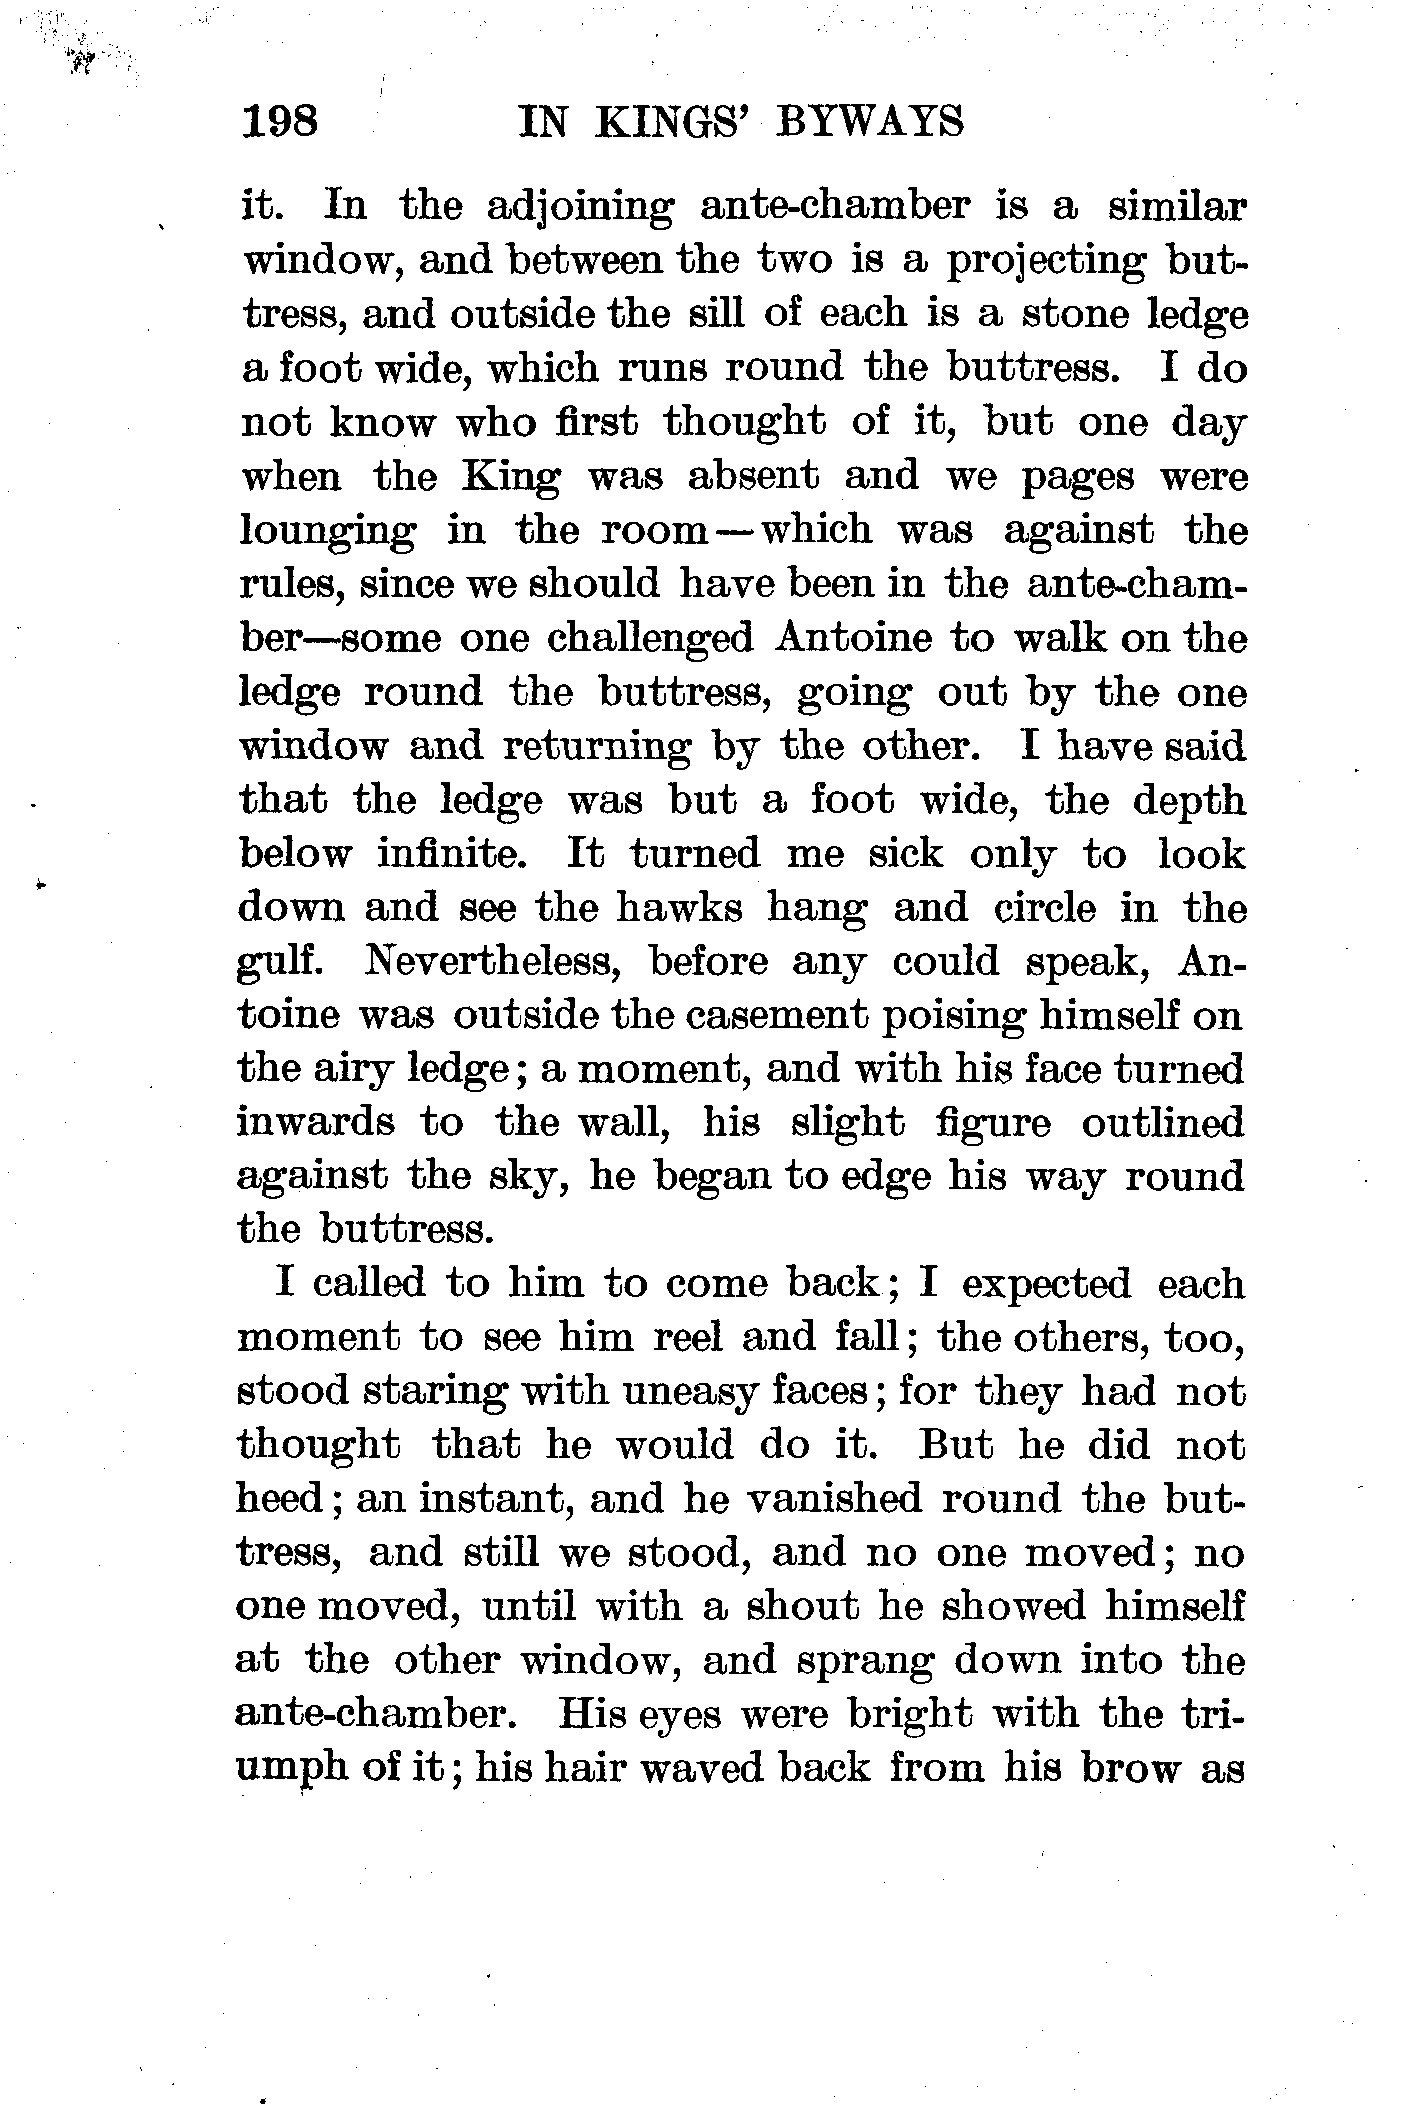 198 IN KINGS' BYWAYS
it. In the adjoining ante-chamber is a similar
window, and between the two is a projecting but-
tress, and outside the sill of each is a stone ledge
a foot wide, which runs round the buttress. I do
not know who first thought of it, but one day
when the King was absent and we pages were
lounging in the room—which was against the
rules, since we should have been in the ante-cham-
ber—some one challenged Antoine to walk on the
ledge round the buttress, going out by the one
window and returning by the other. I have said
that the ledge was but a foot wide, the depth
below infinite. It turned me sick only to look
down and see the hawks hang and circle in the
gulf. Nevertheless, before any could speak, An-
toine was outside the casement poising himself on
the airy ledge; a moment, and with his face turned
inwards to the wall, his slight figure outlined
against the sky, he began to edge his way round
the buttress.
I called to him to come back; I expected each
moment to see him reel and fall; the others, too,
stood staring with uneasy faces; for they had not
thought that he would do it. But he did not
heed; an instant, and he vanished round the but-
tress, and still we stood, and no one moved; no
one moved, until with a shout he showed himself
at the other window, and sprang down into the
ante-chamber. His eyes were bright with the tri-
umph of it; his hair waved back from his brow as